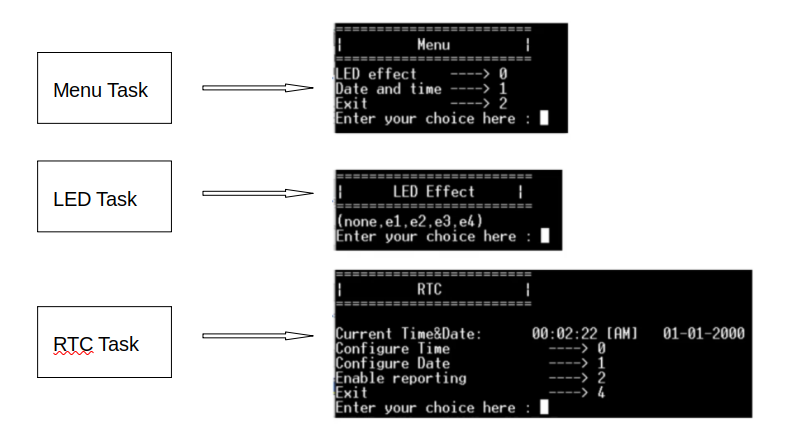 Menu Task
========================
|         Menu         |
========================
LED effect    ----> 0
Date and time ----> 1
Exit          ----> 2
Enter your choice here :
LED Task
========================
|      LED Effect     |
========================
(none,e1,e2,e3,e4)
Enter your choice here :
RTC Task
========================
|         RTC          |
========================
Current Time&Date:      00:02:22 [AM]   01-01-2000
Configure Time            ----> 0
Configure Date            ----> 1
Enable reporting          ----> 2
Exit                      ----> 4
Enter your choice here :